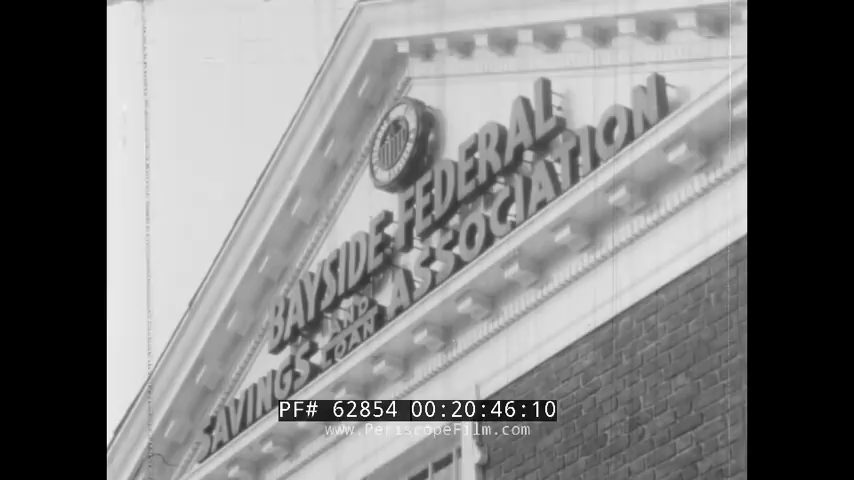 BAYSIDE FEDERAL
SAVINGS AND LOAN ASSOCIATION
PF# 62854 00:20:46:10
www.PeriscopeFilm.com